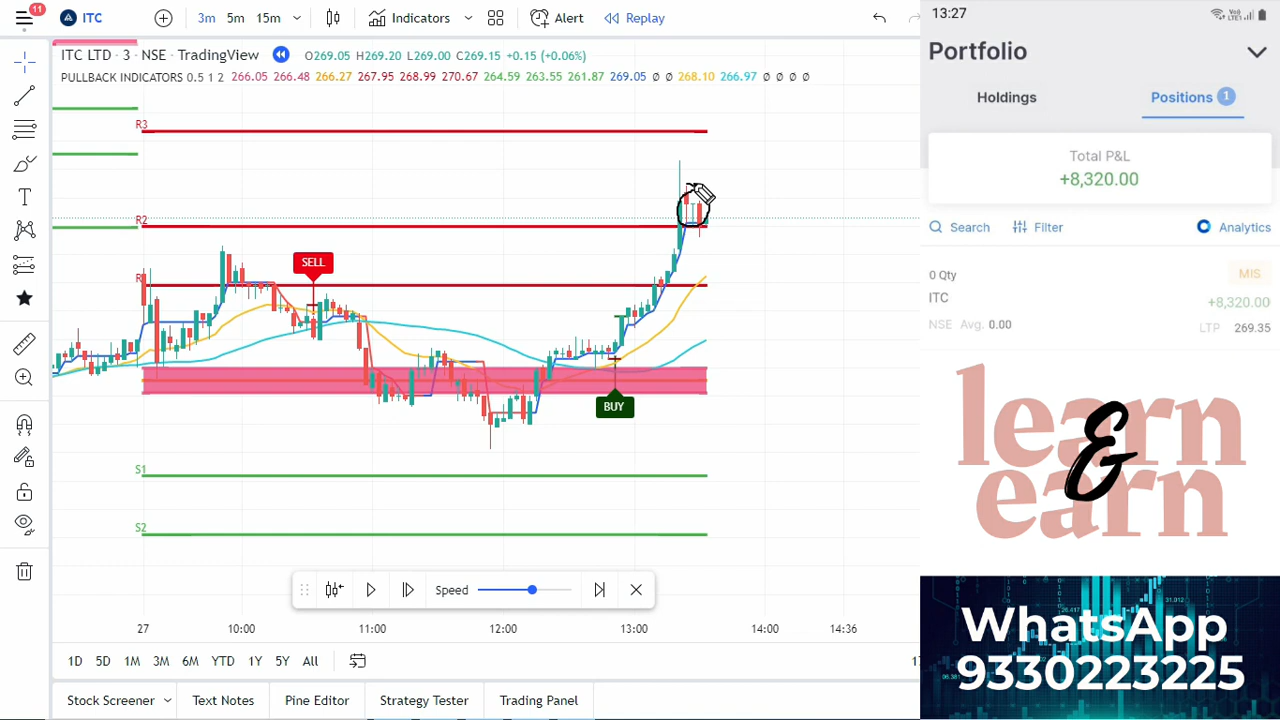 11
ITC
3m 5m 15m
Indicators
Alert
Replay
ITC LTD · 3 · NSE · TradingView
O269.05 H269.20 L269.00 C269.15 +0.15 (+0.06%)
PULLBACK INDICATORS 0.5 1 2 266.05 266.48 266.27 267.95 268.99 270.67 264.59 263.55 261.87 269.05 ∅ ∅ 268.10 266.97 ∅ ∅ ∅ ∅
R3
R2
R
SELL
BUY
S1
S2
Speed
27 10:00 11:00 12:00 13:00 14:00 14:36
1D 5D 1M 3M 6M YTD 1Y 5Y All
Stock Screener Text Notes Pine Editor Strategy Tester Trading Panel
13:27
Portfolio
Holdings Positions 1
Total P&L
+8,320.00
Search Filter Analytics
0 Qty MIS
ITC +8,320.00
NSE Avg. 0.00 LTP 269.35
learn
&
earn
WhatsApp
9330223225